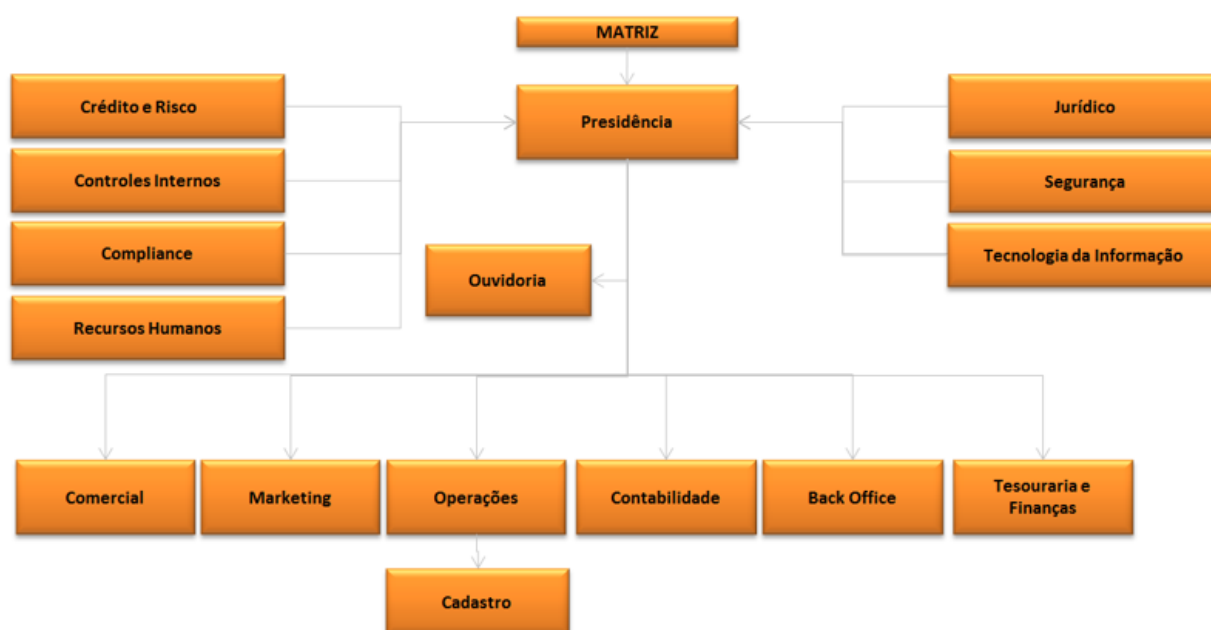 MATRIZ
Presidência
Crédito e Risco
Controles Internos
Compliance
Recursos Humanos
Jurídico
Segurança
Tecnologia da Informação
Ouvidoria
Comercial
Marketing
Operações
Contabilidade
Back Office
Tesouraria e
Finanças
Cadastro